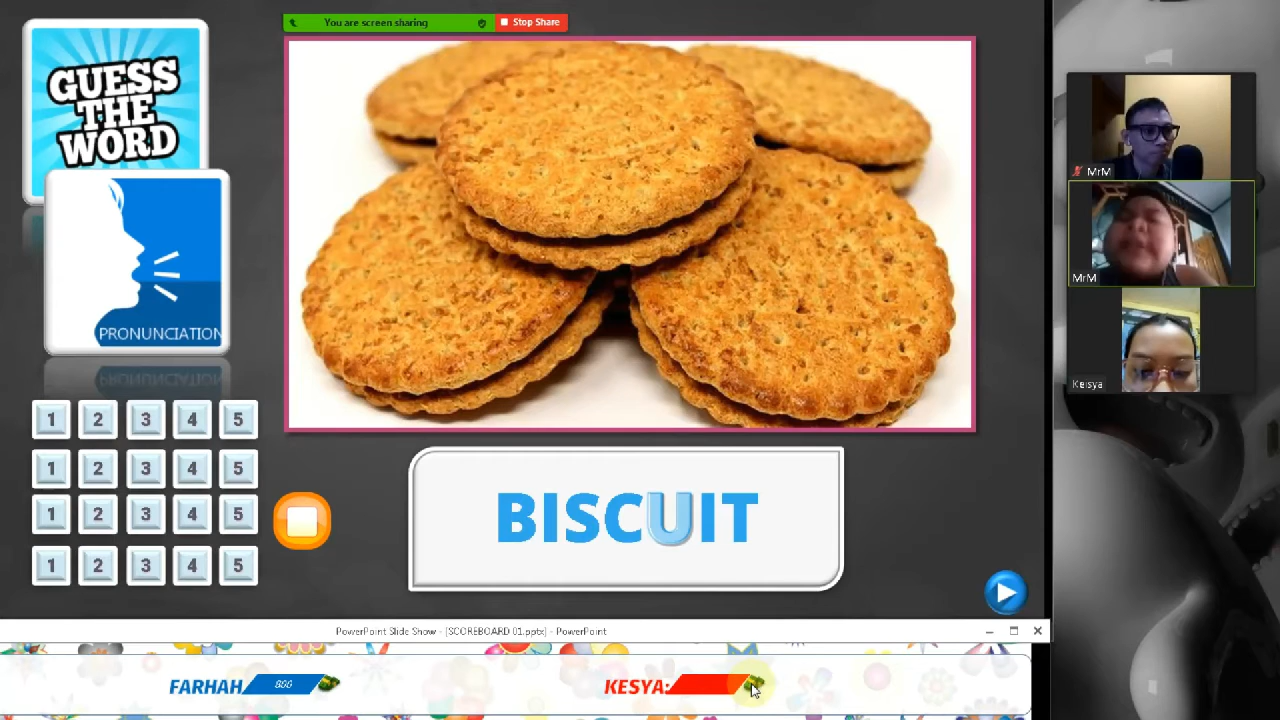 You are screen sharing
Stop Share
GUESS
THE
WORD
PRONUNCIATION
1 2 3 4 5
1 2 3 4 5
1 2 3 4 5
1 2 3 4 5
BISCUIT
MrM
MrM
Keisya
PowerPoint Slide Show - [SCOREBOARD 01.pptx] - PowerPoint
FARHAH
KESYA: